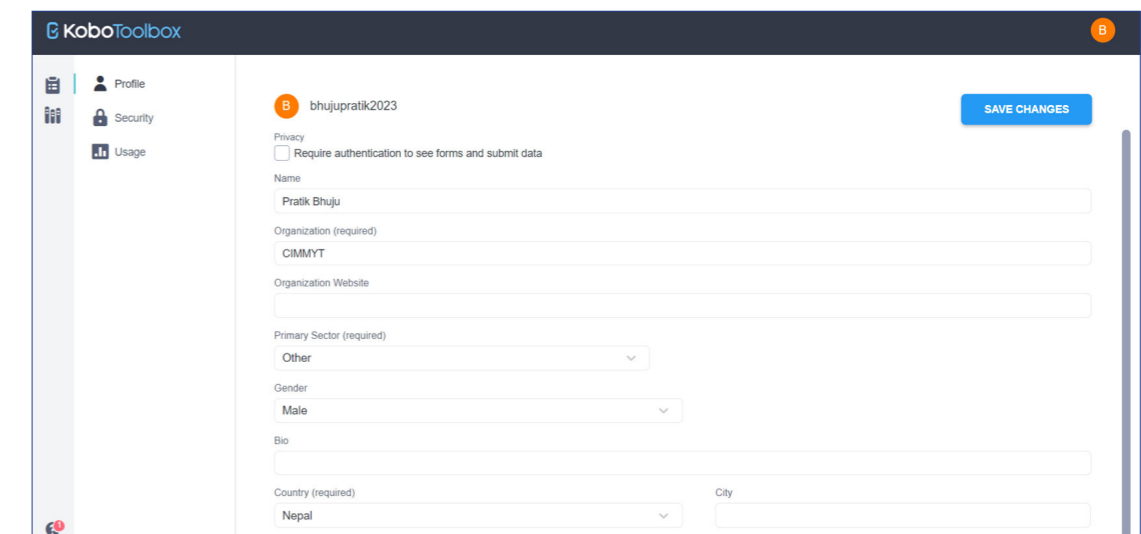 KoboToolbox
B
Profile
Security
Usage
B bhujupratik2023
SAVE CHANGES
Privacy
Require authentication to see forms and submit data
Name
Pratik Bhuju
Organization (required)
CIMMYT
Organization Website
Primary Sector (required)
Other
Gender
Male
Bio
Country (required)
City
Nepal
1